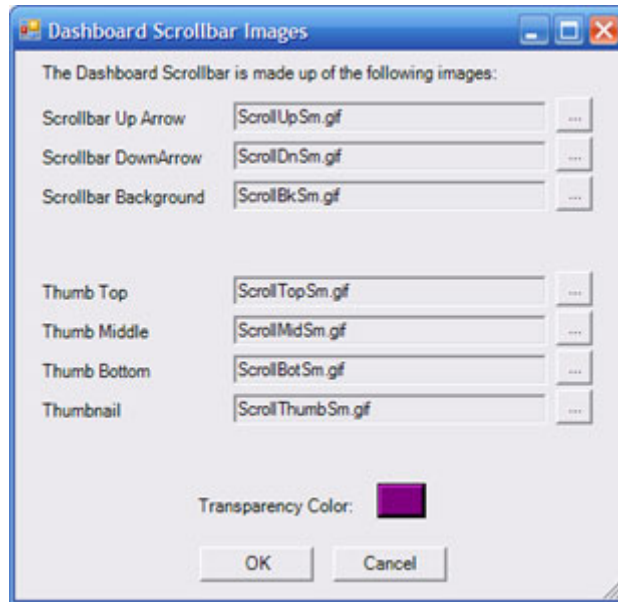 Dashboard Scrollbar Images
The Dashboard Scrollbar is made up of the following images:
Scrollbar Up Arrow ScrollUpSm.gif ...
Scrollbar DownArrow ScrollDnSm.gif ...
Scrollbar Background ScrollBkSm.gif ...
Thumb Top ScrollTopSm.gif ...
Thumb Middle ScrollMidSm.gif ...
Thumb Bottom ScrollBotSm.gif ...
Thumbnail ScrollThumbSm.gif ...
Transparency Color:
OK Cancel